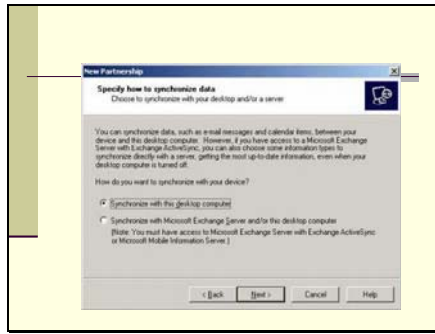 New Partnership
Specify how to synchronize data
Choose to synchronize with your desktop and/or a server
You can synchronize data, such as e-mail messages and calendar items, between your
device and this desktop computer. However, if you have access to a Microsoft Exchange
Server with Exchange ActiveSync, you can also choose some information types to
synchronize directly with a server, getting the most up-to-date information, even when your
desktop computer is turned off.
How do you want to synchronize with your device?
Synchronize with this desktop computer
Synchronize with Microsoft Exchange Server and/or this desktop computer
(Note: You must have access to Microsoft Exchange Server with Exchange ActiveSync
or Microsoft Mobile Information Server.)
< Back Next > Cancel Help